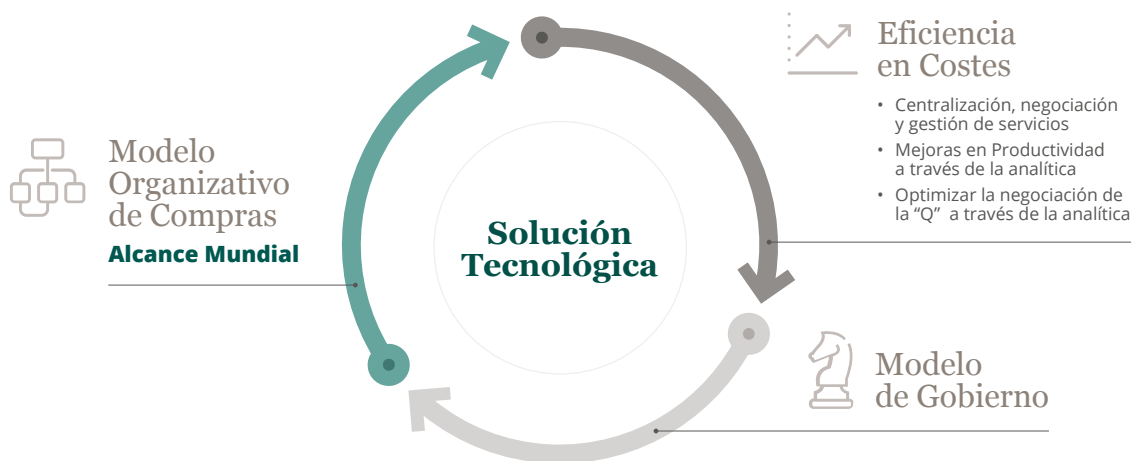 Modelo
Organizativo
de Compras
Alcance Mundial
Solución
Tecnológica
Eficiencia
en Costes
• Centralización, negociación
y gestión de servicios
• Mejoras en Productividad
a través de la analítica
• Optimizar la negociación de
la “Q” a través de la analítica
Modelo
de Gobierno